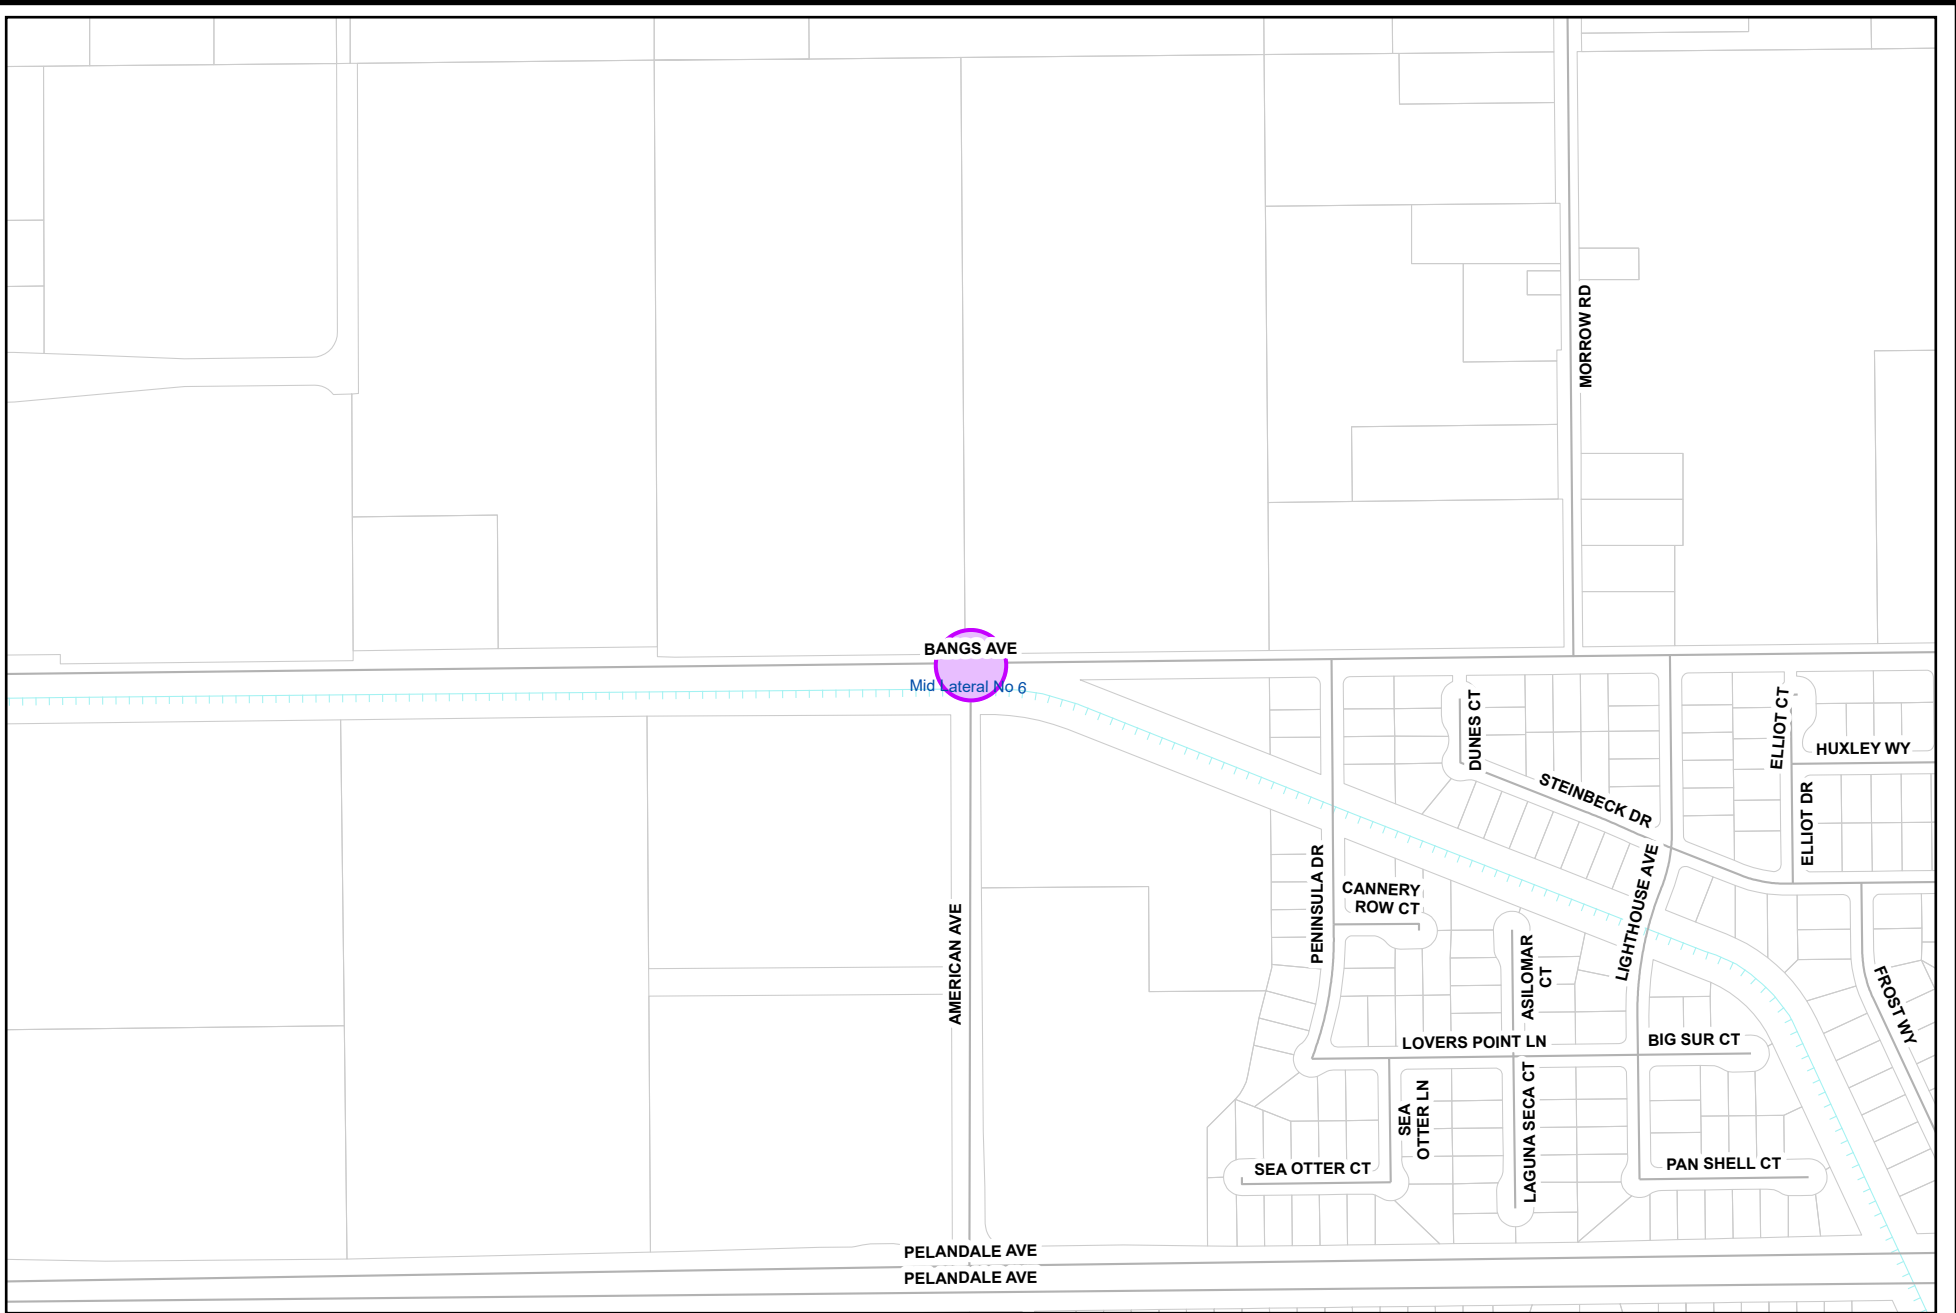 MORROW RD
BANGS AVE
Mid Lateral No 6
DUNES CT
ELLIOT CT
HUXLEY WY
STEINBECK DR
ELLIOT DR
PENINSULA DR
CANNERY
ROW CT
LIGHTHOUSE AVE
AMERICAN AVE
ASILOMAR
CT
FROST WY
LOVERS POINT LN
BIG SUR CT
SEA
OTTER LN
LAGUNA SECA CT
SEA OTTER CT
PAN SHELL CT
PELANDALE AVE
PELANDALE AVE